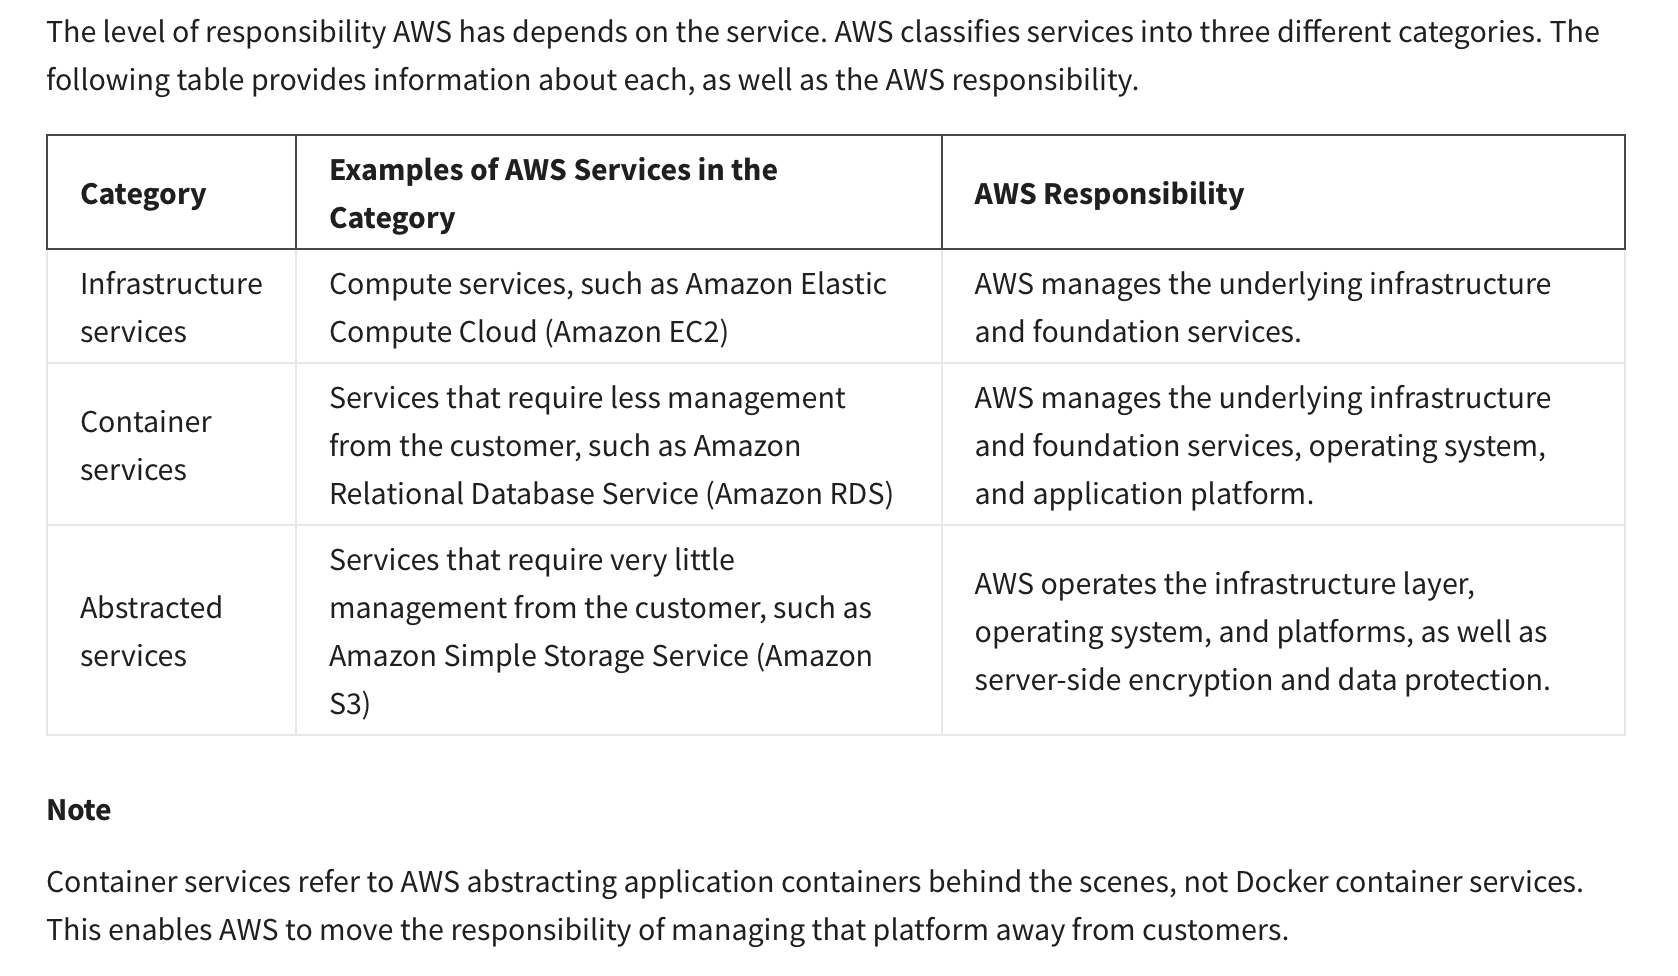 The level of responsibility AWS has depends on the service. AWS classifies services into three different categories. The
following table provides information about each, as well as the AWS responsibility.
Category
Examples of AWS Services in the
Category
AWS Responsibility
Infrastructure
services
Compute services, such as Amazon Elastic
Compute Cloud (Amazon EC2)
AWS manages the underlying infrastructure
and foundation services.
Container
services
Services that require less management
from the customer, such as Amazon
Relational Database Service (Amazon RDS)
AWS manages the underlying infrastructure
and foundation services, operating system,
and application platform.
Abstracted
services
Services that require very little
management from the customer, such as
Amazon Simple Storage Service (Amazon
S3)
AWS operates the infrastructure layer,
operating system, and platforms, as well as
server-side encryption and data protection.
Note
Container services refer to AWS abstracting application containers behind the scenes, not Docker container services.
This enables AWS to move the responsibility of managing that platform away from customers.